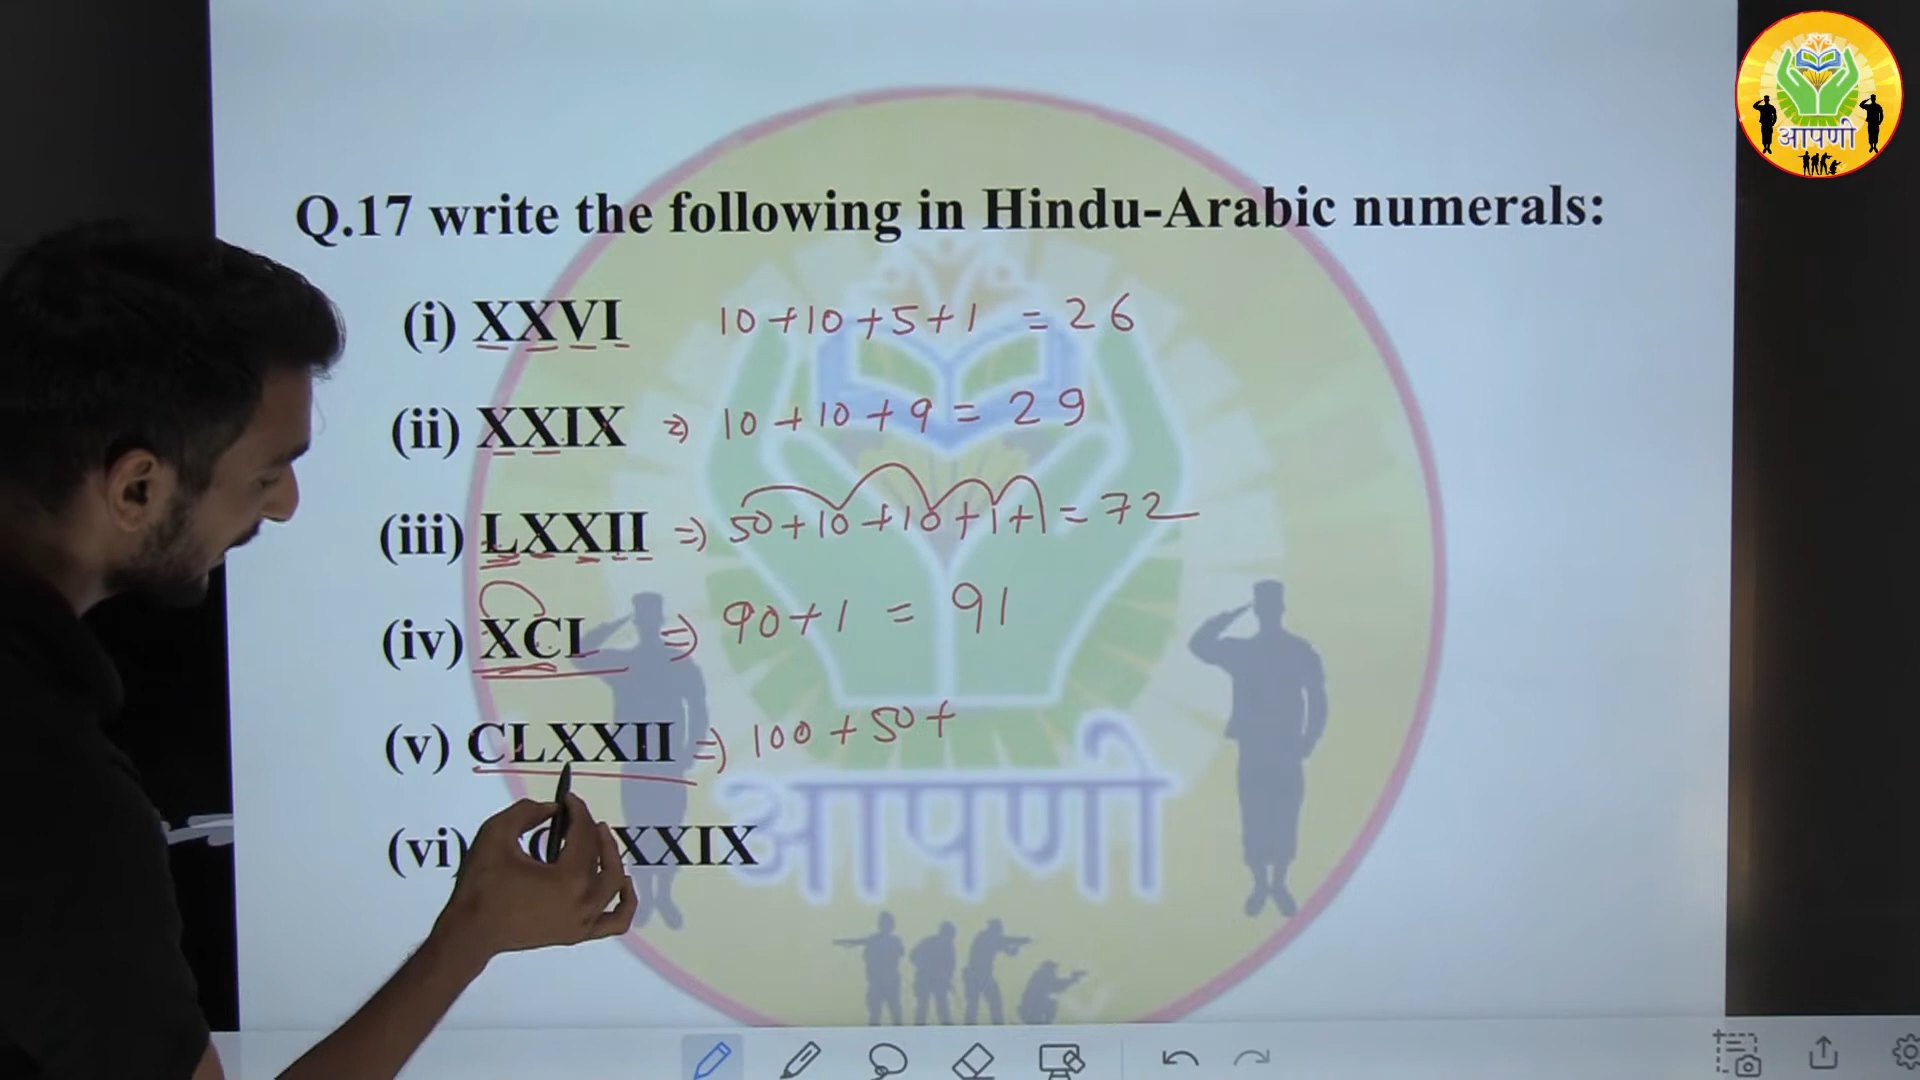 आपणी
Q.17 write the following in Hindu-Arabic numerals:
(i) XXVI 10+10+5+1 = 26
(ii) XXIX ⇒ 10+10+9 = 29
(iii) LXXII ⇒ 50+10+10+1+1 = 72
(iv) XCI ⇒ 90+1 = 91
(v) CLXXII ⇒ 100+50+
(vi) XXIX
आपणी